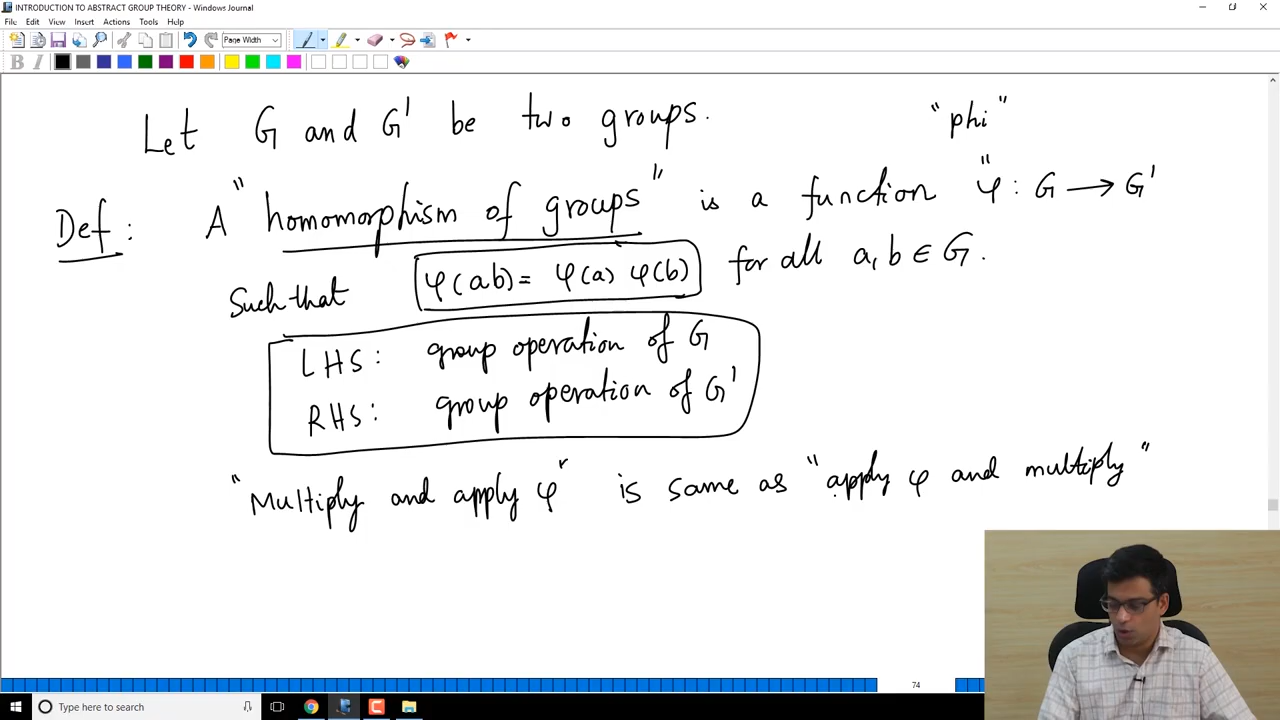 INTRODUCTION TO ABSTRACT GROUP THEORY - Windows Journal
File Edit View Insert Actions Tools Help
Page Width
B I
Let G and G' be two groups.
"phi"
Def: A "homomorphism of groups" is a function "φ: G → G'
Such that φ(ab) = φ(a) φ(b) for all a, b ∈ G.
LHS: group operation of G
RHS: group operation of G'
"Multiply and apply φ" is same as "apply φ and multiply"
74
Type here to search